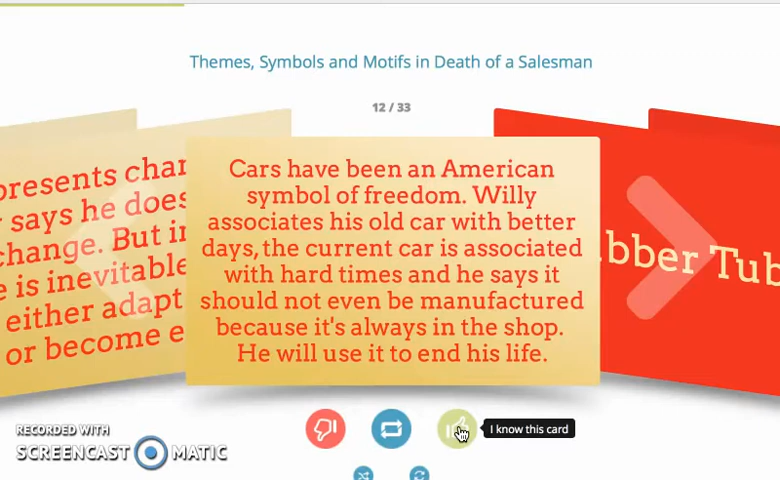 Themes, Symbols and Motifs in Death of a Salesman
12 / 33
presents
says he does
change. But
is inevitable
either adapt
or become
Cars have been an American
symbol of freedom. Willy
associates his old car with better
days, the current car is associated
with hard times and he says it
should not even be manufactured
because it's always in the shop.
He will use it to end his life.
I know this card
RECORDED WITH
SCREENCAST MATIC